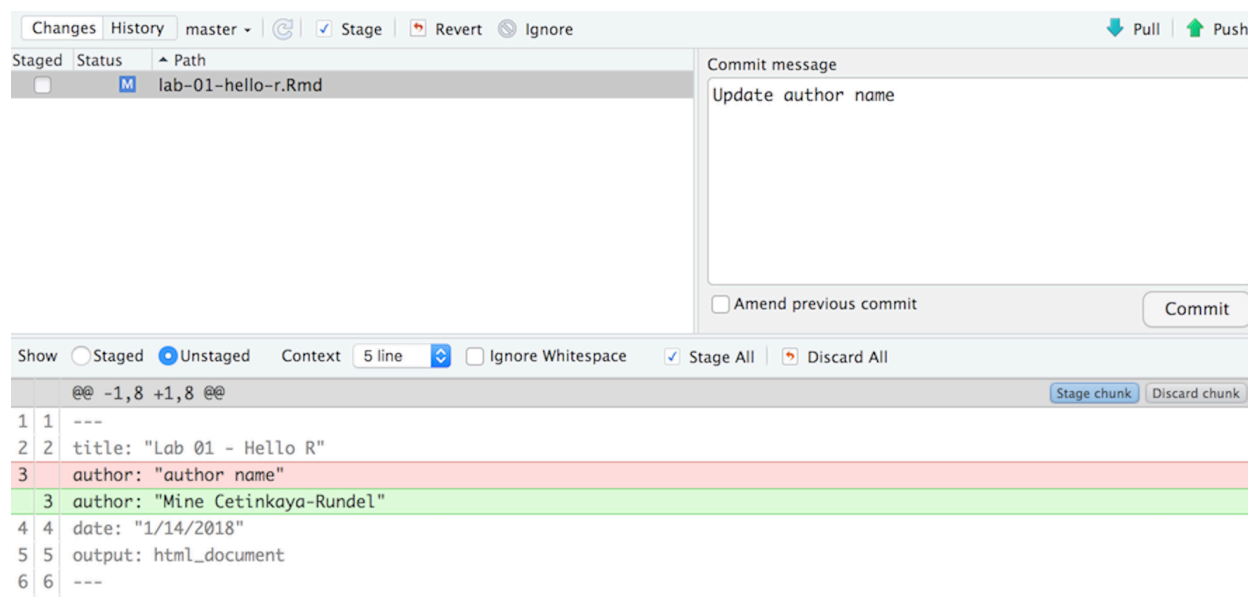 Changes History master Stage Revert Ignore Pull Push
Staged Status Path
M lab-01-hello-r.Rmd
Commit message
Update author name
Amend previous commit
Commit
Show Staged Unstaged Context 5 line Ignore Whitespace Stage All Discard All
@@ -1,8 +1,8 @@ Stage chunk Discard chunk
1 1 ---
2 2 title: "Lab 01 - Hello R"
3 author: "author name"
3 author: "Mine Cetinkaya-Rundel"
4 4 date: "1/14/2018"
5 5 output: html_document
6 6 ---